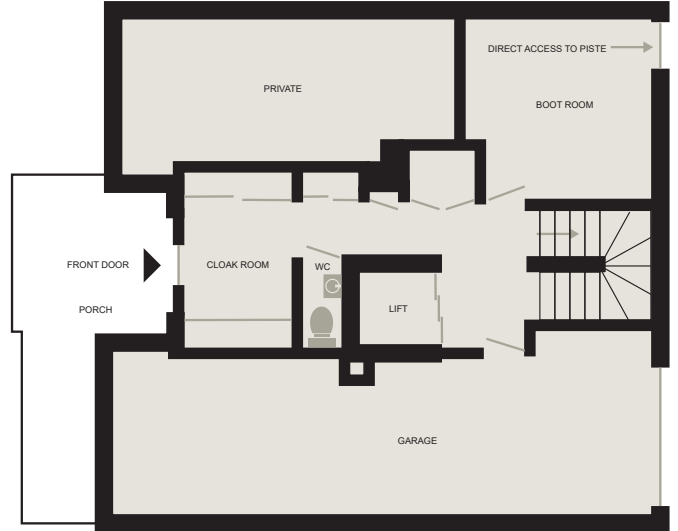 DIRECT ACCESS TO PISTE
PRIVATE
BOOT ROOM
FRONT DOOR
CLOAK ROOM
WC
PORCH
LIFT
GARAGE